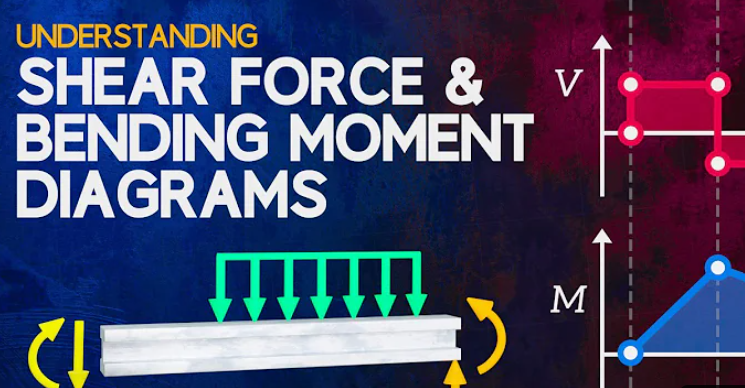 UNDERSTANDING
SHEAR FORCE &
BENDING MOMENT
DIAGRAMS
V
M